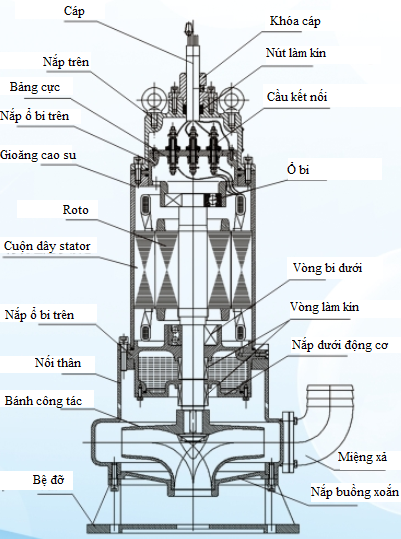 Cáp
Khóa cáp
Nắp trên
Nút làm kín
Bảng cực
Cầu kết nối
Nắp ổ bi trên
Gioăng cao su
Ổ bi
Roto
Cuộn dây stator
Vòng bi dưới
Vòng làm kín
Nắp ổ bi trên
Nắp dưới động cơ
Nối thân
Bánh công tác
Miệng xả
Bệ đỡ
Nắp buồng xoắn